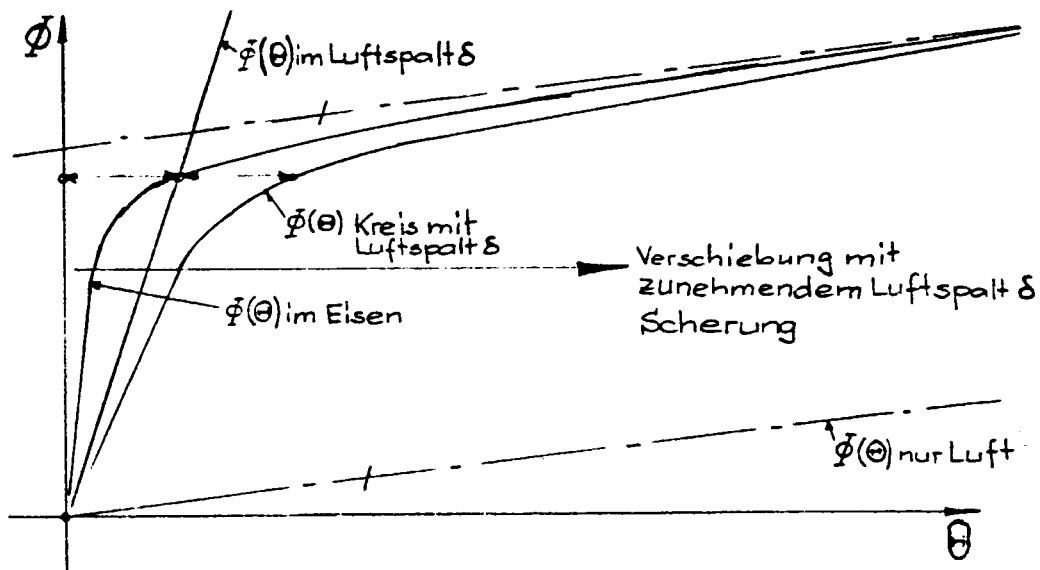 Φ
Φ(Θ) im Luftspalt δ
Φ(Θ) Kreis mit
Luftspalt δ
Verschiebung mit
zunehmendem Luftspalt δ
Scherung
Φ(Θ) im Eisen
Φ(Θ) nur Luft
Θ